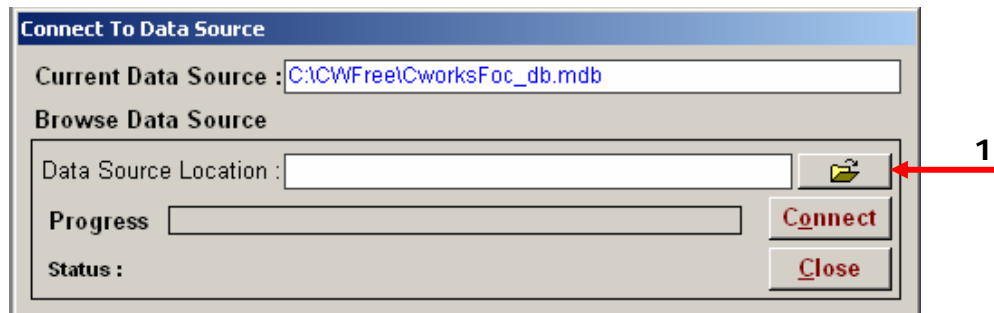 Connect To Data Source
Current Data Source : C:\CWFree\CworksFoc_db.mdb
Browse Data Source
Data Source Location :
1
Progress
Connect
Status :
Close